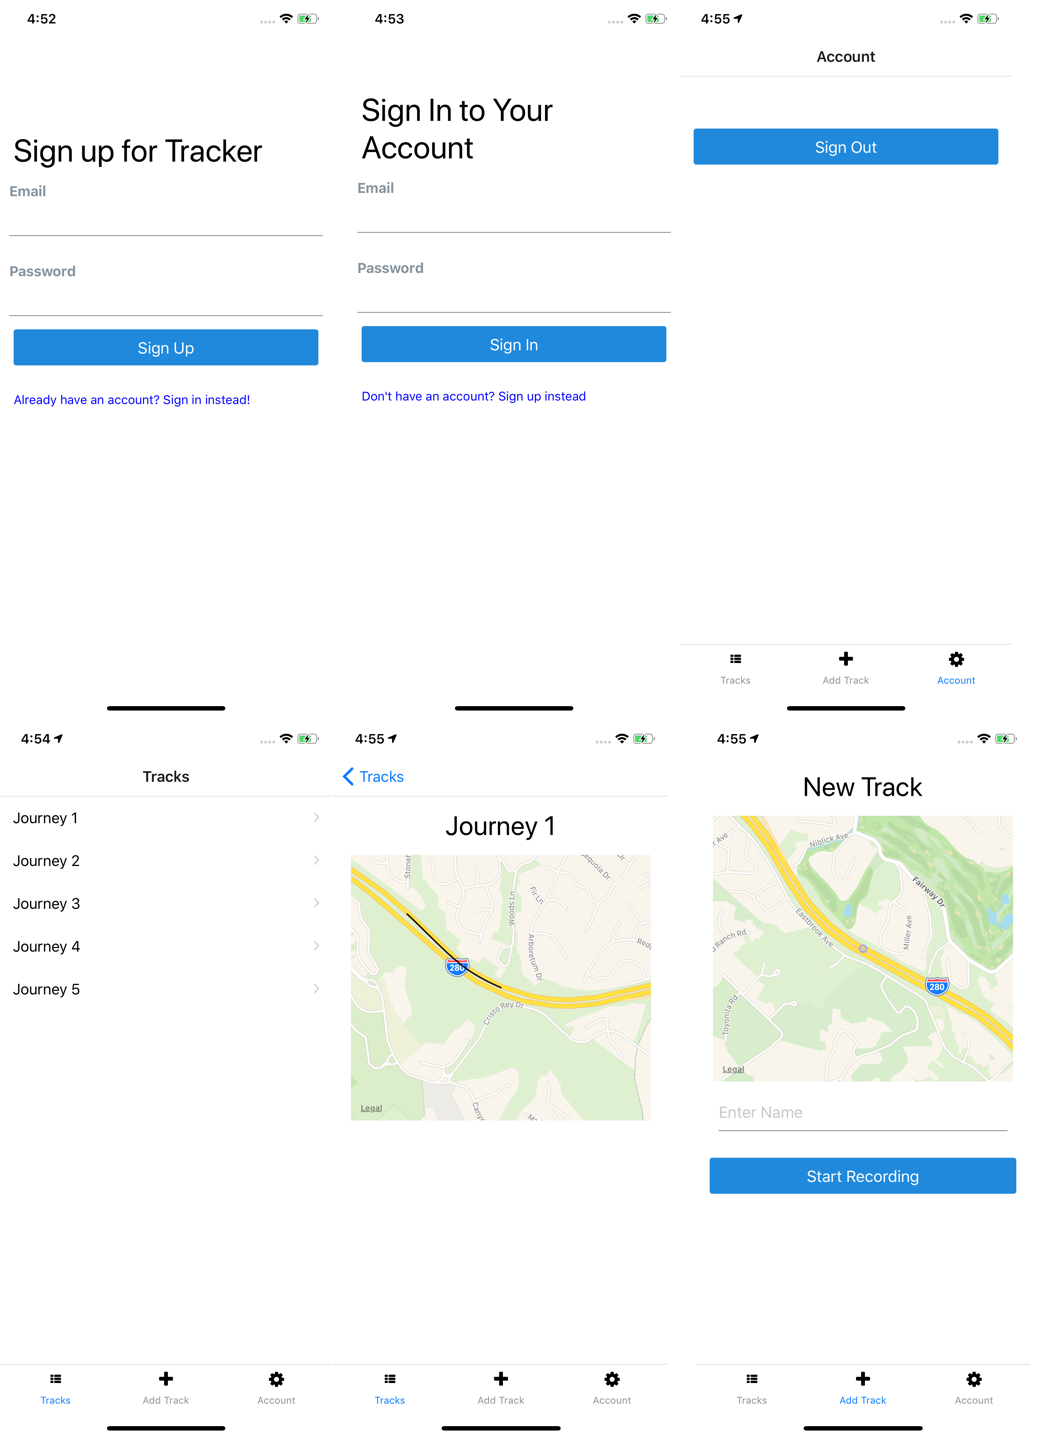 4:52
Sign up for Tracker
Email
Password
Sign Up
Already have an account? Sign in instead!
4:53
Sign In to Your
Account
Email
Password
Sign In
Don't have an account? Sign up instead
4:55
Account
Sign Out
Tracks
Add Track
Account
4:54
Tracks
Journey 1
Journey 2
Journey 3
Journey 4
Journey 5
Tracks
Add Track
Account
4:55
Tracks
Journey 1
Stoneh
Woods Ln
Fir Ln
equoia Dr
Dr
Arboretum Dr
Red
280
Cristo Rey Dr
Cany
Legal
Tracks
Add Track
Account
4:55
New Track
r Ave
Niblick Ave
Fairway Dr
Eastbrook Ave
Miller Ave
Ranch Rd
280
Toyonita Rd
Legal
Enter Name
Start Recording
Tracks
Add Track
Account